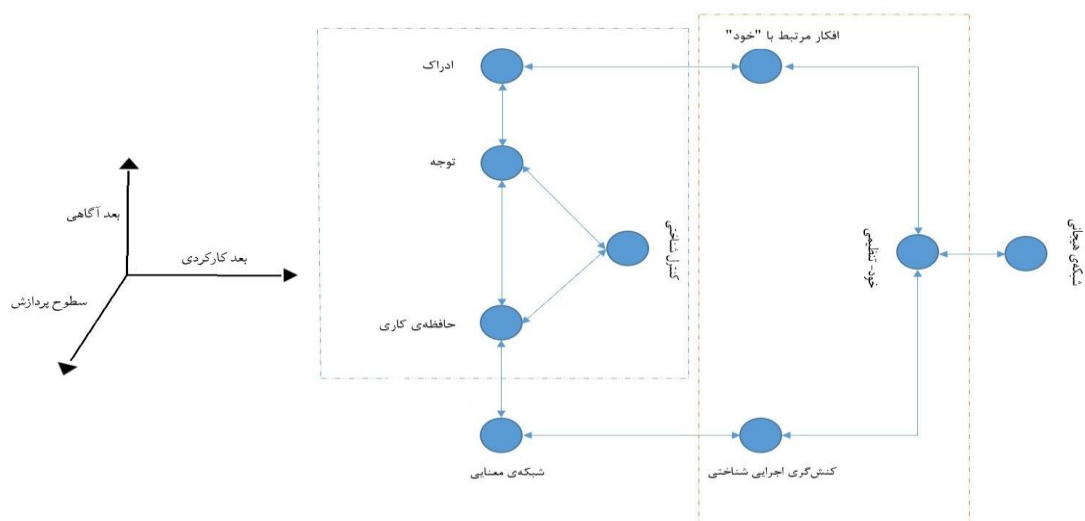 افکار مرتبط با "خود"
ادراک
توجه
کنترل شناختی
خود- تنظیمی
شبکه‌ی هیجانی
حافظه‌ی کاری
شبکه‌ی معنایی
کنش‌گری اجرایی شناختی
بعد آگاهی
بعد کارکردی
سطوح پردازش